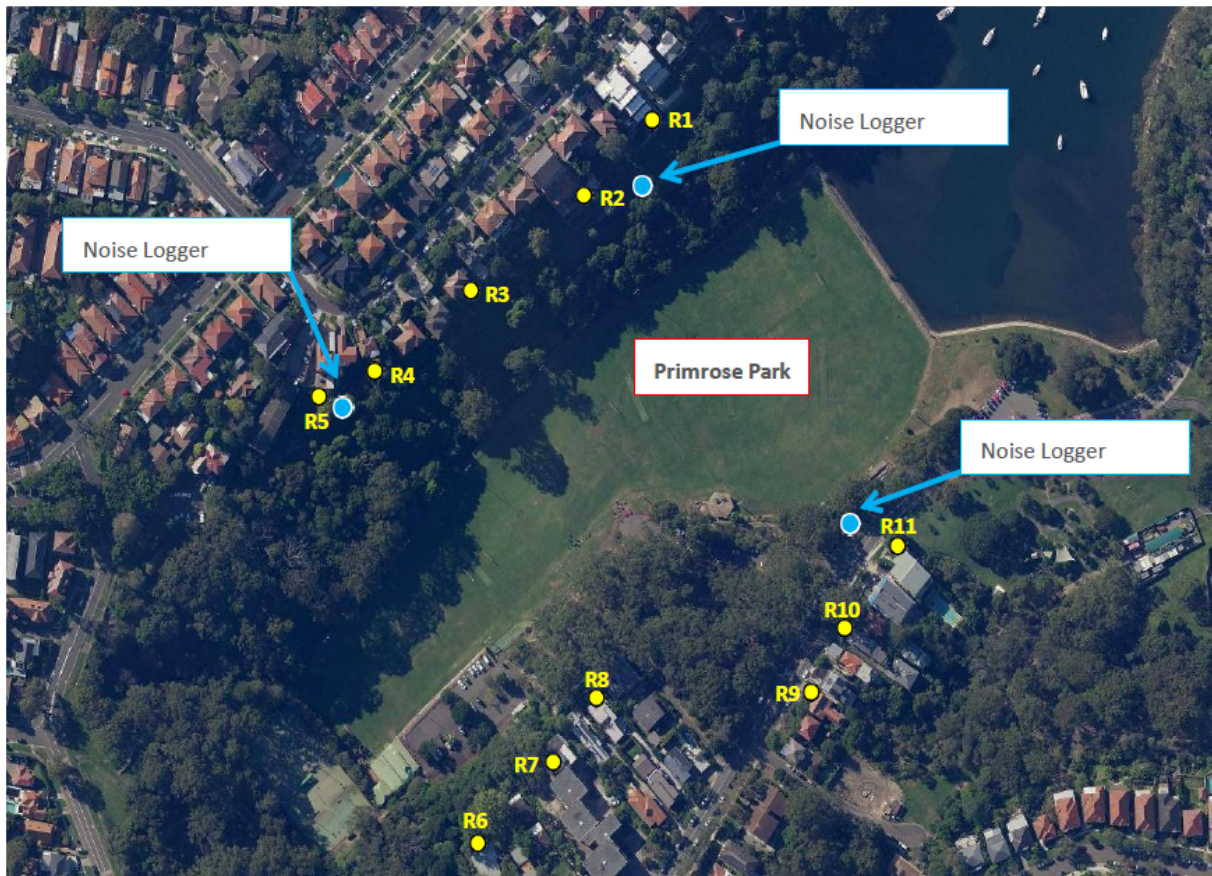 R1
Noise Logger
R2
Noise Logger
R3
Primrose Park
R4
R5
Noise Logger
R11
R10
R8
R9
R7
R6